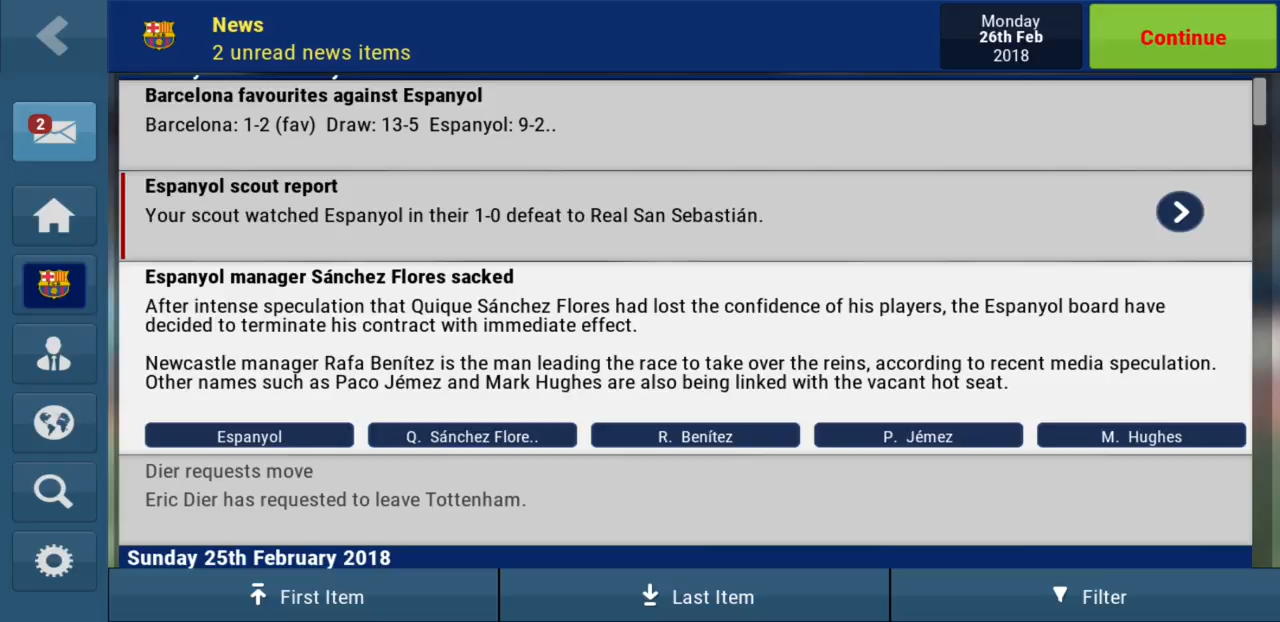 News
2 unread news items
Monday
26th Feb
2018
Continue
2
Barcelona favourites against Espanyol
Barcelona: 1-2 (fav) Draw: 13-5 Espanyol: 9-2..
Espanyol scout report
Your scout watched Espanyol in their 1-0 defeat to Real San Sebastián.
Espanyol manager Sánchez Flores sacked
After intense speculation that Quique Sánchez Flores had lost the confidence of his players, the Espanyol board have
decided to terminate his contract with immediate effect.
Newcastle manager Rafa Benítez is the man leading the race to take over the reins, according to recent media speculation.
Other names such as Paco Jémez and Mark Hughes are also being linked with the vacant hot seat.
Espanyol
Q. Sánchez Flore..
R. Benítez
P. Jémez
M. Hughes
Dier requests move
Eric Dier has requested to leave Tottenham.
Sunday 25th February 2018
First Item
Last Item
Filter